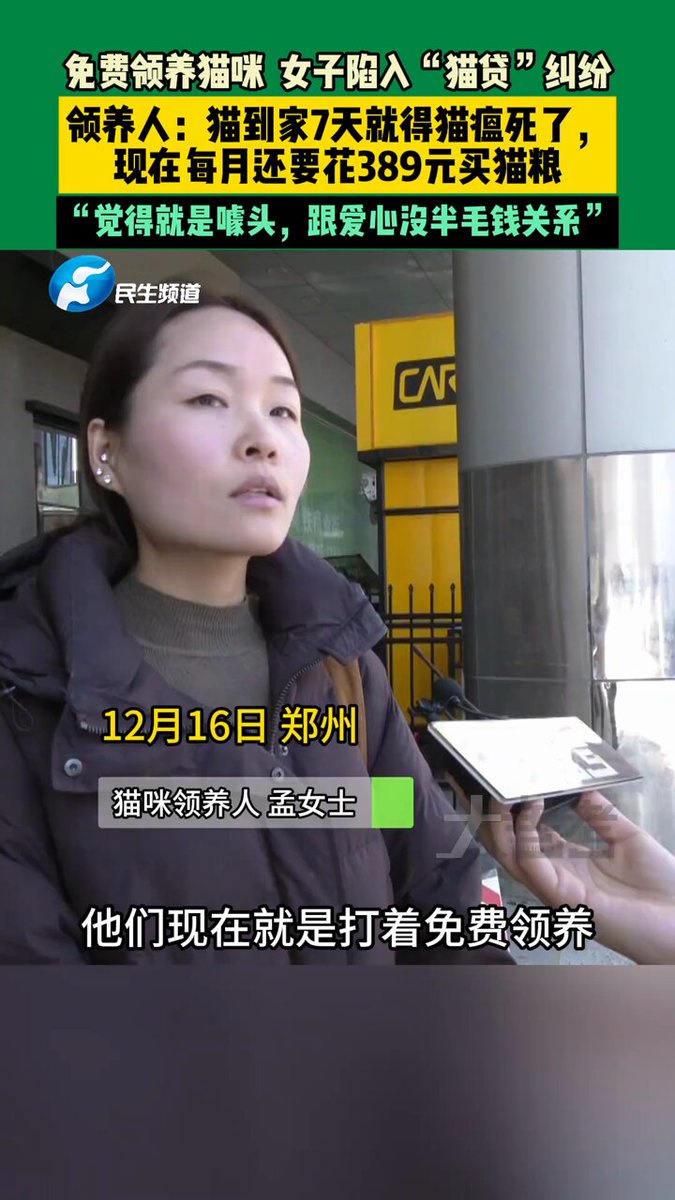 免费领养猫咪 女子陷入“猫贷”纠纷
领养人：猫到家7天就得猫瘟死了，
现在每月还要花389元买猫粮
“觉得就是噱头，跟爱心没半毛钱关系”
民生频道
CAR
12月16日 郑州
猫咪领养人 孟女士
他们现在就是打着免费领养